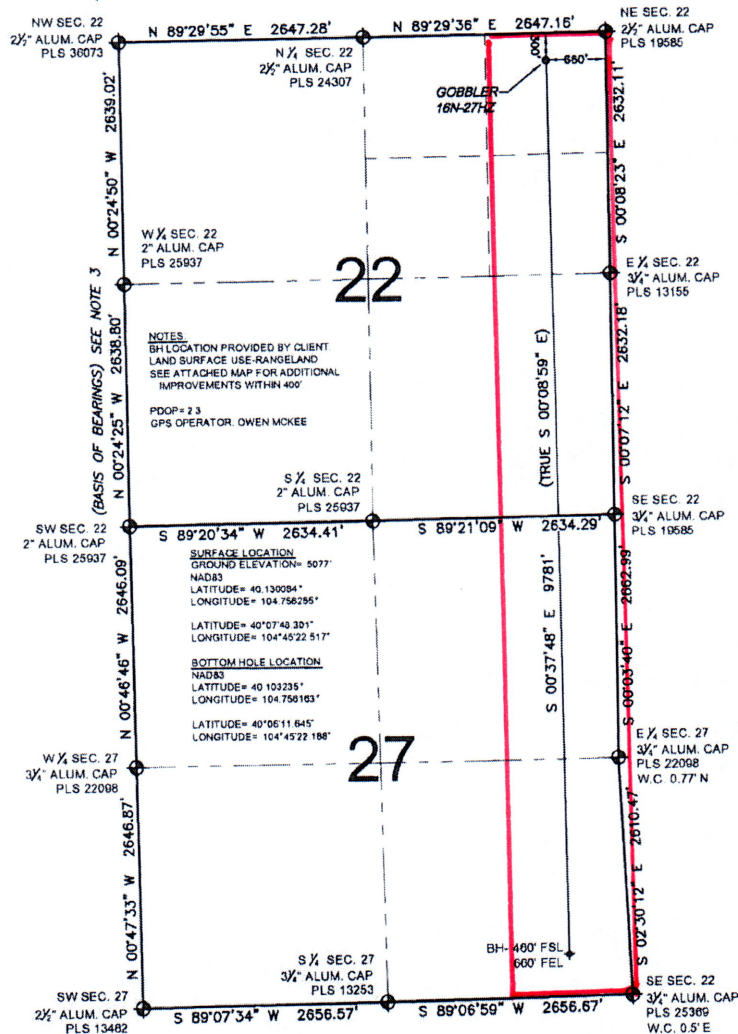 NW SEC. 22
2½" ALUM. CAP
PLS 36073
N 89°29'55" E 2647.28'
N ¼ SEC. 22
2½" ALUM. CAP
PLS 24307
N 89°29'36" E 2647.16'
NE SEC. 22
2½" ALUM. CAP
PLS 19585
660'
GOBBLER
16N-27HZ
N 00°24'50" W 2639.02'
S 00°08'23" E 2632.11'
W ¼ SEC. 22
2" ALUM. CAP
PLS 25937
22
E ¼ SEC. 22
3¼" ALUM. CAP
PLS 13155
(BASIS OF BEARINGS) SEE NOTE 3
N 00°24'25" W 2638.80'
NOTES
BH LOCATION PROVIDED BY CLIENT
LAND SURFACE USE-RANGELAND
SEE ATTACHED MAP FOR ADDITIONAL
IMPROVEMENTS WITHIN 400'
PDOP= 2.3
GPS OPERATOR: OWEN MCKEE
(TRUE S 00°08'59" E)
S 00°07'12" E 2632.18'
S ¼ SEC. 22
2" ALUM. CAP
PLS 25937
SW SEC. 22
2" ALUM. CAP
PLS 25937
S 89°20'34" W 2634.41'
S 89°21'09" W 2634.29'
SE SEC. 22
3¼" ALUM. CAP
PLS 19585
SURFACE LOCATION
GROUND ELEVATION= 5077'
NAD83
LATITUDE= 40.130084°
LONGITUDE= 104.756255°
LATITUDE= 40°07'48.301"
LONGITUDE= 104°45'22.517"
BOTTOM HOLE LOCATION
NAD83
LATITUDE= 40.103235°
LONGITUDE= 104.756163°
LATITUDE= 40°06'11.645"
LONGITUDE= 104°45'22.188"
N 00°46'46" W 2646.09'
S 00°37'48" E 9781'
S 00°03'40" E 2662.99'
W ¼ SEC. 27
3¼" ALUM. CAP
PLS 22098
27
E ¼ SEC. 27
3¼" ALUM. CAP
PLS 22098
W.C. 0.77' N
N 00°47'33" W 2646.87'
S 02°30'12" E 2610.47'
BH- 460' FSL
660' FEL
S ¼ SEC. 27
3¼" ALUM. CAP
PLS 13253
SW SEC. 27
2½" ALUM. CAP
PLS 13482
S 89°07'34" W 2656.57'
S 89°06'59" W 2656.67'
SE SEC. 22
3¼" ALUM. CAP
PLS 25369
W.C. 0.5' E